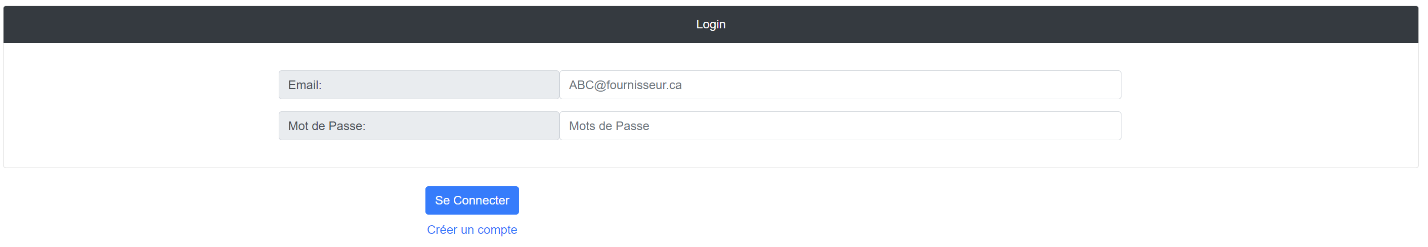 Login
Email: ABC@fournisseur.ca
Mot de Passe: Mots de Passe
Se Connecter
Créer un compte